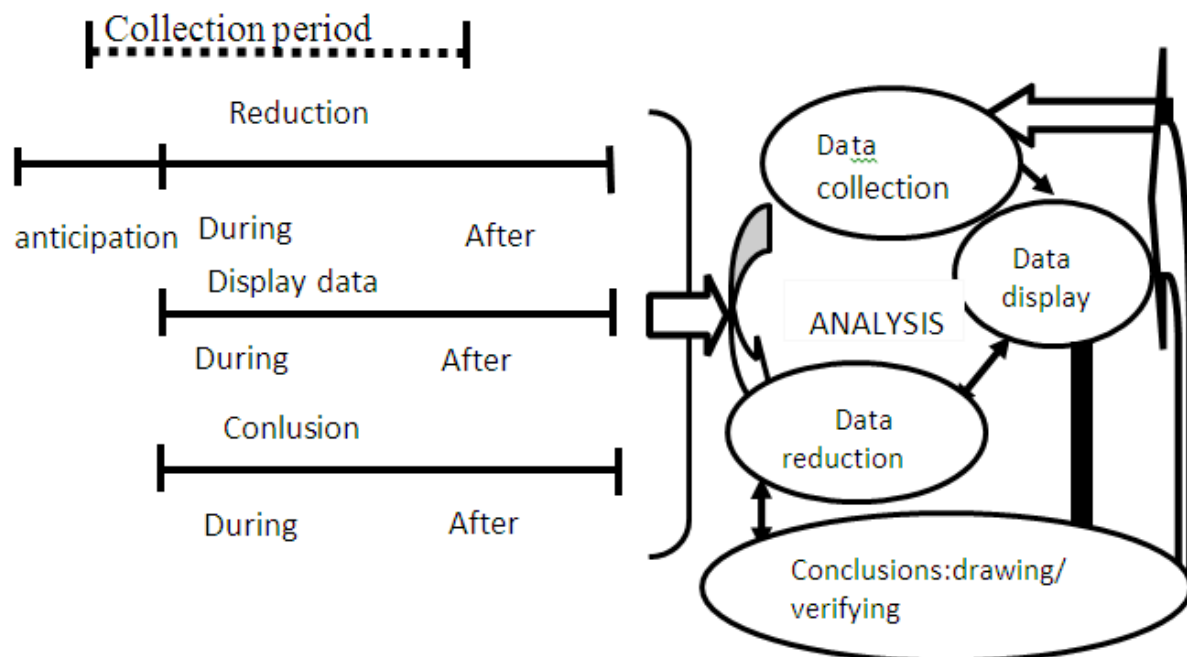 Collection period
Reduction
anticipation During After
Display data
During After
Conlusion
During After
Data
collection
Data
display
ANALYSIS
Data
reduction
Conclusions:drawing/
verifying